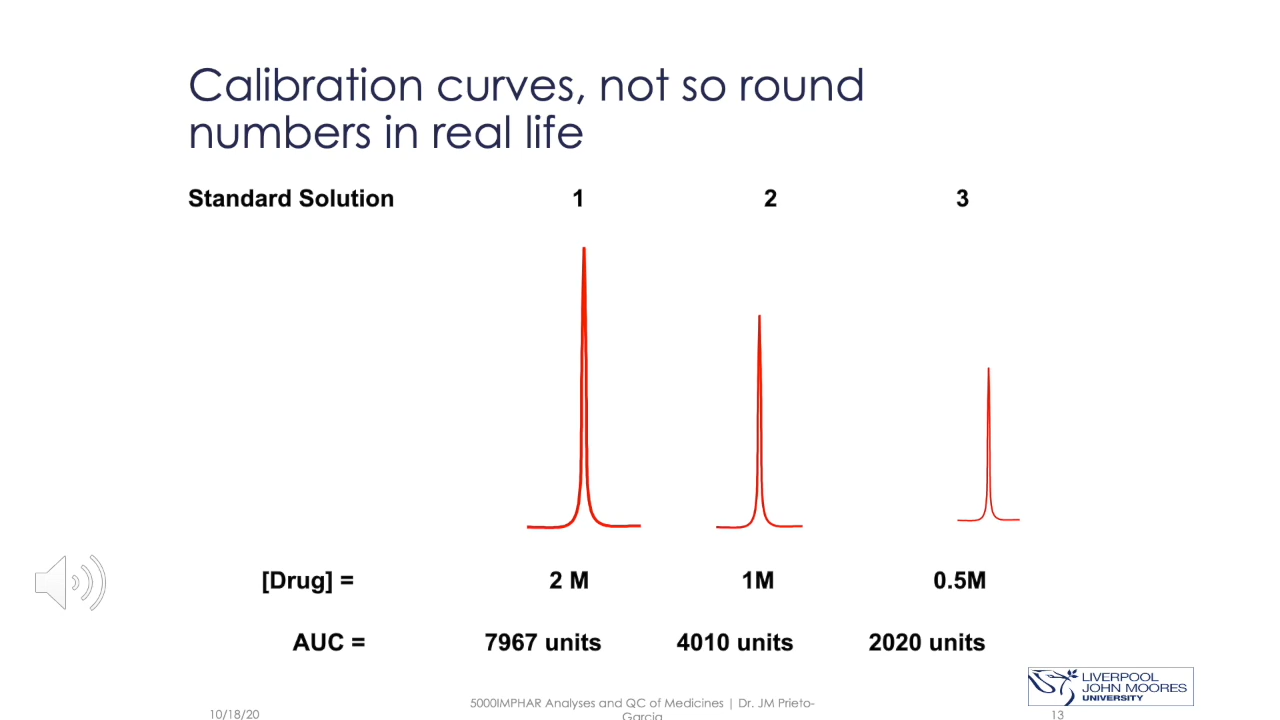 Calibration curves, not so round
numbers in real life
Standard Solution 1 2 3
[Drug] = 2 M 1M 0.5M
AUC = 7967 units 4010 units 2020 units
LIVERPOOL
JOHN MOORES
UNIVERSITY
10/18/20
5000IMPHAR Analyses and QC of Medicines | Dr. JM Prieto-
Garcia
13